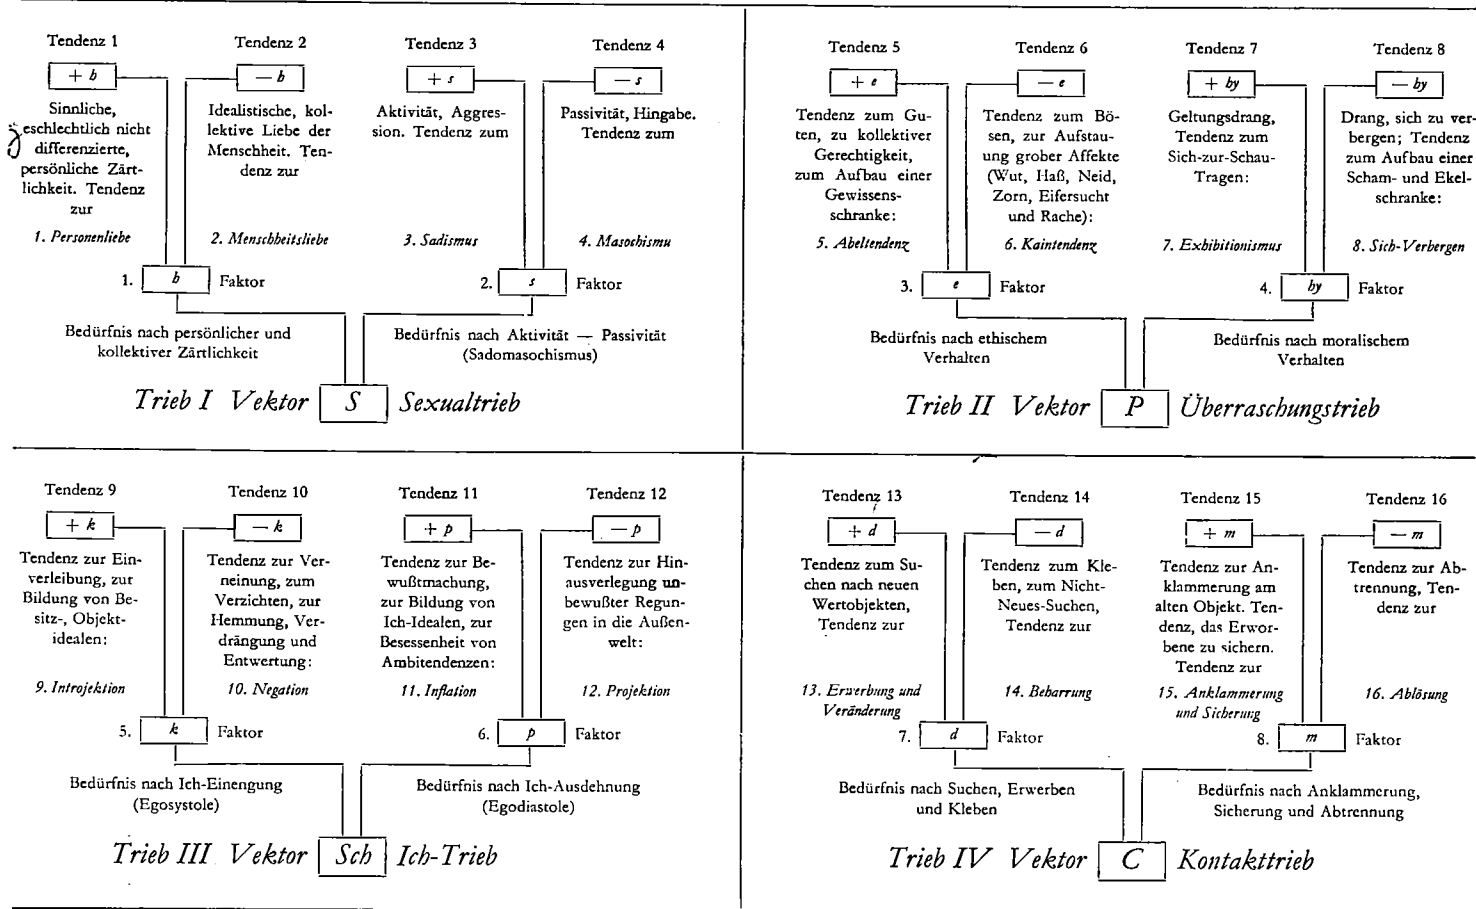 Tendenz 1
+ h
Sinnliche,
geschlechtlich nicht
differenzierte,
persönliche Zärt-
lichkeit. Tendenz
zur
1. Personenliebe
Tendenz 2
— h
Idealistische, kol-
lektive Liebe der
Menschheit. Ten-
denz zur
2. Menschheitsliebe
1. h Faktor
Bedürfnis nach persönlicher und
kollektiver Zärtlichkeit
Tendenz 3
+ s
Aktivität, Aggres-
sion. Tendenz zum
3. Sadismus
Tendenz 4
— s
Passivität, Hingabe.
Tendenz zum
4. Masochismu
2. s Faktor
Bedürfnis nach Aktivität — Passivität
(Sadomasochismus)
Trieb I Vektor S Sexualtrieb
Tendenz 5
+ e
Tendenz zum Gu-
ten, zu kollektiver
Gerechtigkeit,
zum Aufbau einer
Gewissens-
schranke:
5. Abeltendenz
Tendenz 6
— e
Tendenz zum Bö-
sen, zur Aufstau-
ung grober Affekte
(Wut, Haß, Neid,
Zorn, Eifersucht
und Rache):
6. Kaintendenz
3. e Faktor
Bedürfnis nach ethischem
Verhalten
Tendenz 7
+ hy
Geltungsdrang,
Tendenz zum
Sich-zur-Schau-
Tragen:
7. Exhibitionismus
Tendenz 8
— hy
Drang, sich zu ver-
bergen; Tendenz
zum Aufbau einer
Scham- und Ekel-
schranke:
8. Sich-Verbergen
4. hy Faktor
Bedürfnis nach moralischem
Verhalten
Trieb II Vektor P Überraschungstrieb
Tendenz 9
+ k
Tendenz zur Ein-
verleibung, zur
Bildung von Be-
sitz-, Objekt-
idealen:
9. Introjektion
Tendenz 10
— k
Tendenz zur Ver-
neinung, zum
Verzichten, zur
Hemmung, Ver-
drängung und
Entwertung:
10. Negation
5. k Faktor
Bedürfnis nach Ich-Einengung
(Egosystole)
Tendenz 11
+ p
Tendenz zur Be-
wußtmachung,
zur Bildung von
Ich-Idealen, zur
Besessenheit von
Ambitendenzen:
11. Inflation
Tendenz 12
— p
Tendenz zur Hin-
ausverlegung un-
bewußter Regun-
gen in die Außen-
welt:
12. Projektion
6. p Faktor
Bedürfnis nach Ich-Ausdehnung
(Egodiastole)
Trieb III Vektor Sch Ich-Trieb
Tendenz 13
+ d
Tendenz zum Su-
chen nach neuen
Wertobjekten,
Tendenz zur
13. Erwerbung und
Veränderung
Tendenz 14
— d
Tendenz zum Kle-
ben, zum Nicht-
Neues-Suchen,
Tendenz zur
14. Beharrung
7. d Faktor
Bedürfnis nach Suchen, Erwerben
und Kleben
Tendenz 15
+ m
Tendenz zur An-
klammerung am
alten Objekt. Ten-
denz, das Erwor-
bene zu sichern.
Tendenz zur
15. Anklammerung
und Sicherung
Tendenz 16
— m
Tendenz zur Ab-
trennung, Ten-
denz zur
16. Ablösung
8. m Faktor
Bedürfnis nach Anklammerung,
Sicherung und Abtrennung
Trieb IV Vektor C Kontakttrieb